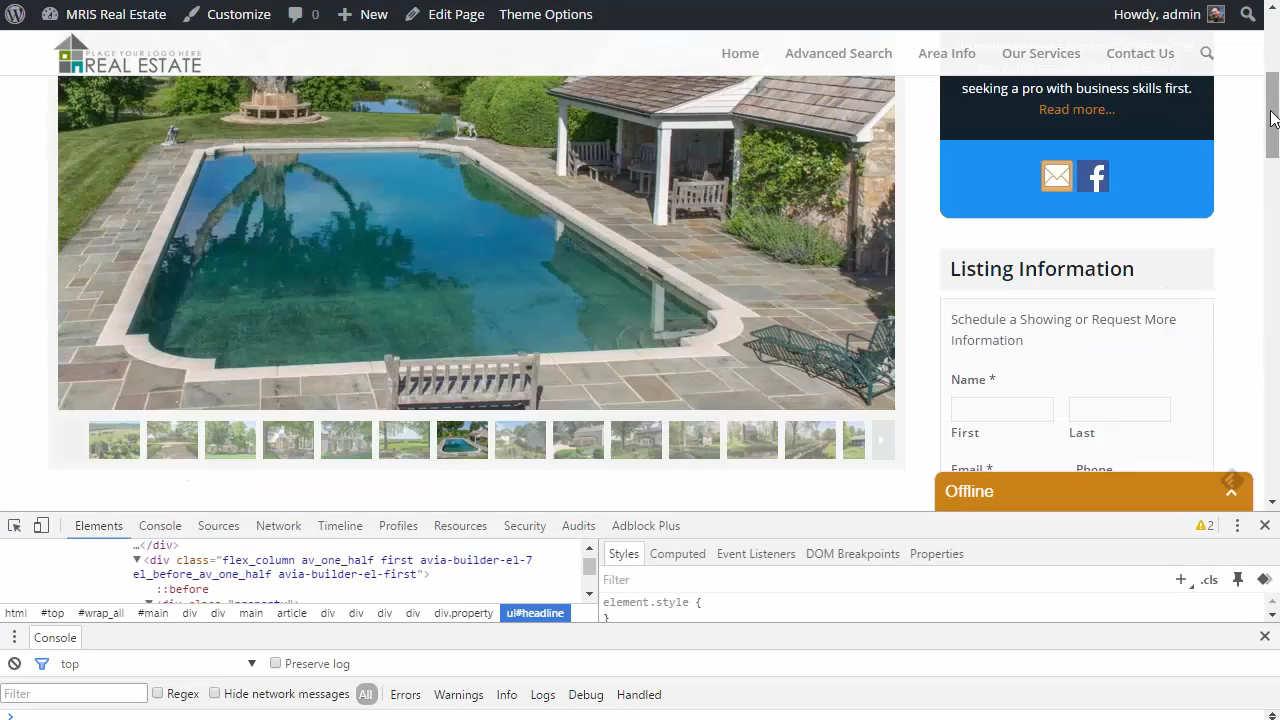 MRIS Real Estate Customize 0 New Edit Page Theme Options Howdy, admin
PLACE YOUR LOGO HERE
REAL ESTATE
Home Advanced Search Area Info Our Services Contact Us
seeking a pro with business skills first.
Read more...
Listing Information
Schedule a Showing or Request More
Information
Name *
First Last
Email * Phone
Offline
Elements Console Sources Network Timeline Profiles Resources Security Audits Adblock Plus 2
…</div>
<div class="flex_column av_one_half first avia-builder-el-7
el_before_av_one_half avia-builder-el-first">
::before
<div class="property">
html #top #wrap_all #main div div main article div div div div.property ul#headline
Styles Computed Event Listeners DOM Breakpoints Properties
Filter .cls
element.style {
}
Console
top Preserve log
Filter Regex Hide network messages All Errors Warnings Info Logs Debug Handled